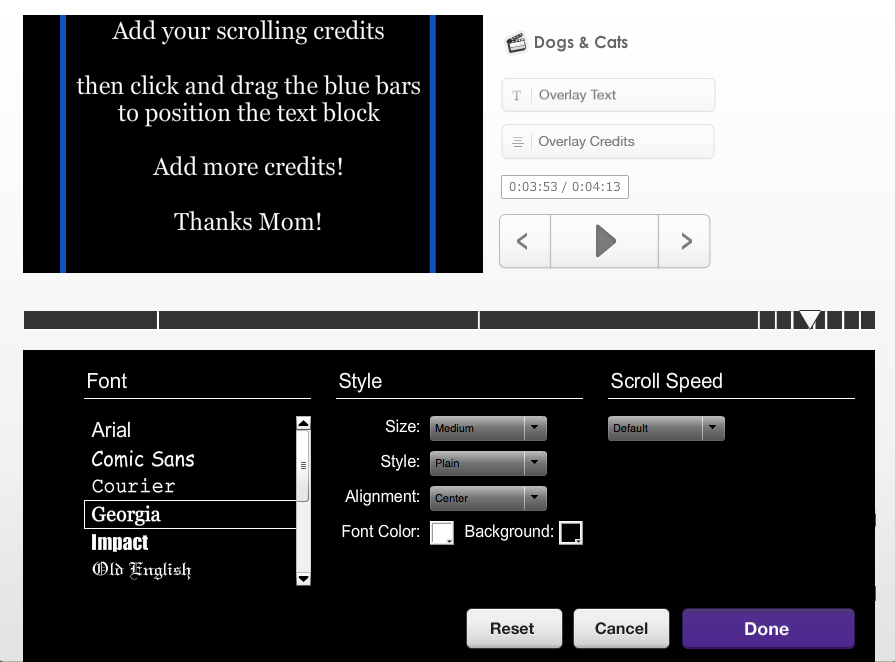 Add your scrolling credits
then click and drag the blue bars
to position the text block
Add more credits!
Thanks Mom!
Dogs & Cats
T Overlay Text
Overlay Credits
0:03:53 / 0:04:13
Font
Arial
Comic Sans
Courier
Georgia
Impact
Old English
Style
Size: Medium
Style: Plain
Alignment: Center
Font Color: Background:
Scroll Speed
Default
Reset Cancel Done